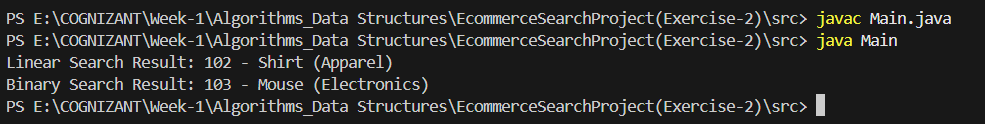 PS E:\COGNIZANT\Week-1\Algorithms_Data Structures\EcommerceSearchProject(Exercise-2)\src> javac Main.java
PS E:\COGNIZANT\Week-1\Algorithms_Data Structures\EcommerceSearchProject(Exercise-2)\src> java Main
Linear Search Result: 102 - Shirt (Apparel)
Binary Search Result: 103 - Mouse (Electronics)
PS E:\COGNIZANT\Week-1\Algorithms_Data Structures\EcommerceSearchProject(Exercise-2)\src>